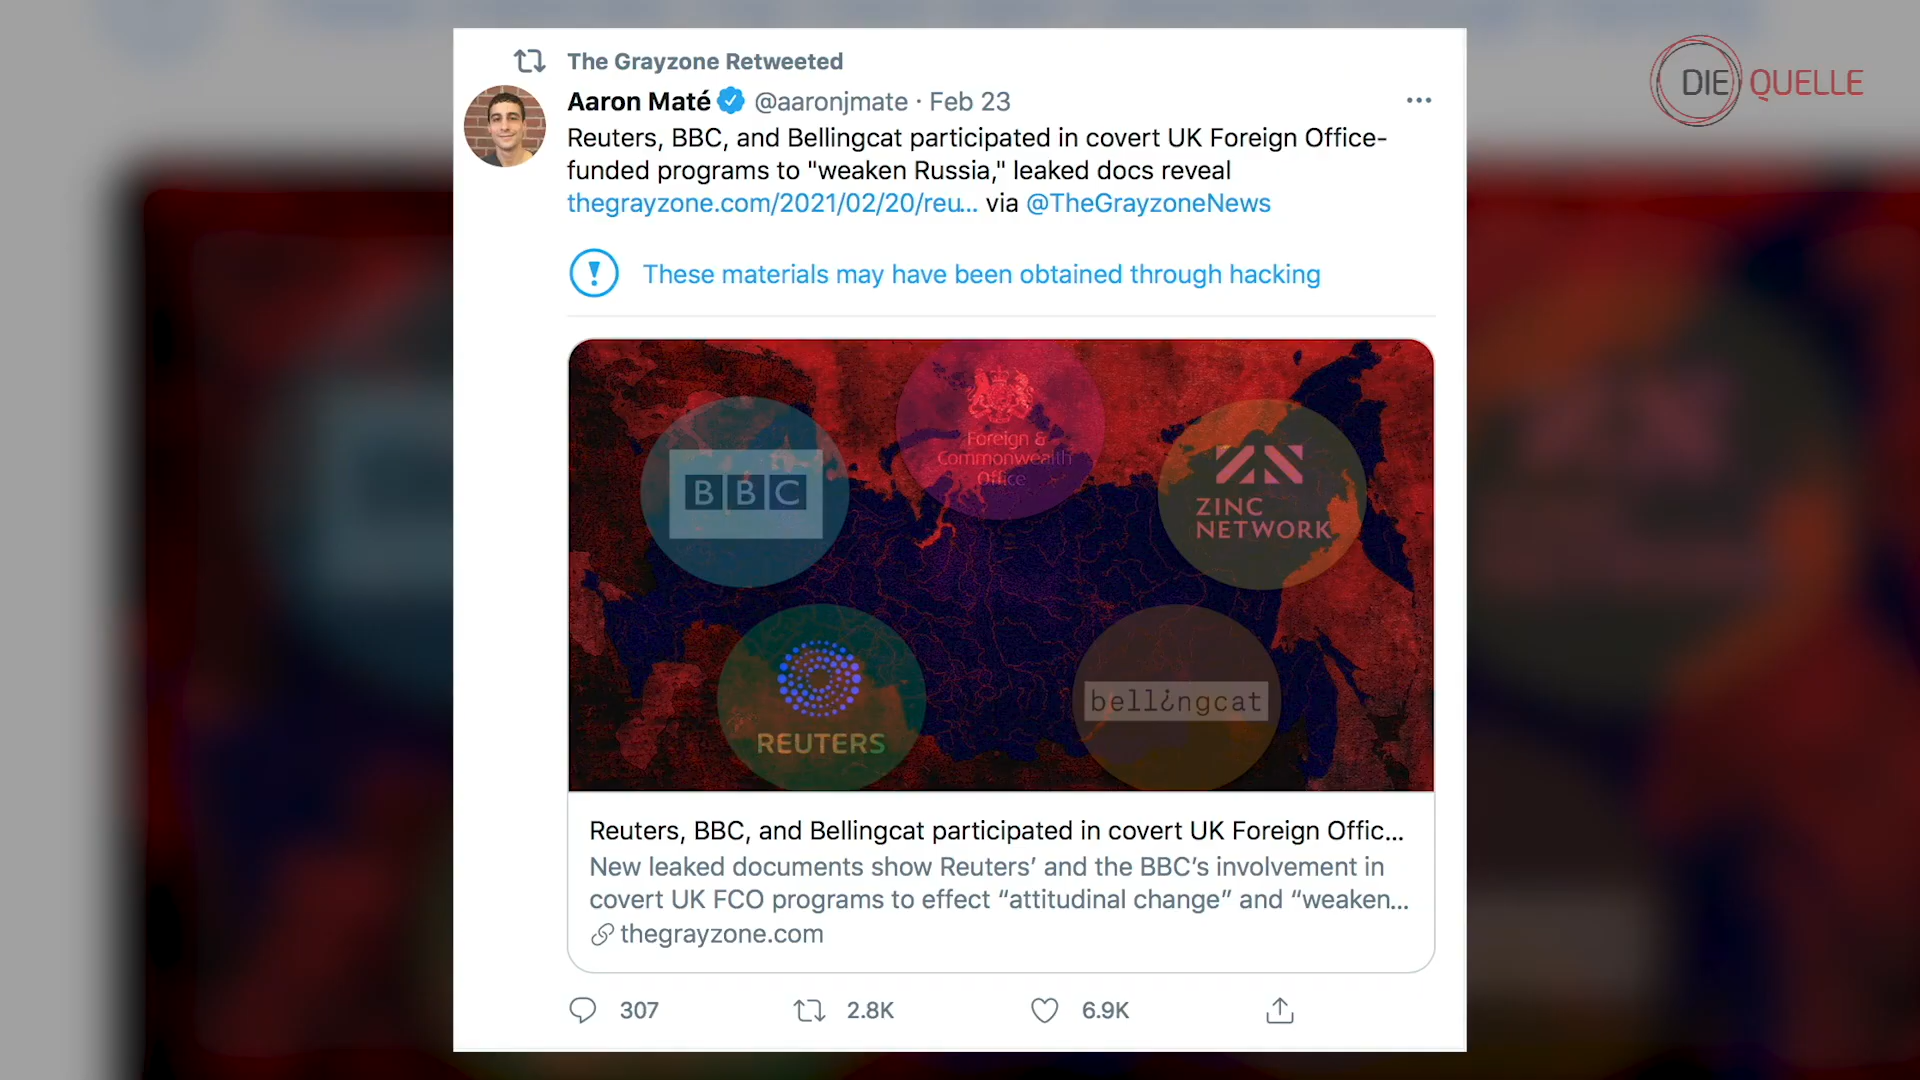 The Grayzone Retweeted
DIE QUELLE
Aaron Maté @aaronjmate · Feb 23
Reuters, BBC, and Bellingcat participated in covert UK Foreign Office-
funded programs to "weaken Russia," leaked docs reveal
thegrayzone.com/2021/02/20/reu... via @TheGrayzoneNews
These materials may have been obtained through hacking
Foreign &
Commonwealth
Office
BBC
ZINC
NETWORK
REUTERS
bell¿ngcat
Reuters, BBC, and Bellingcat participated in covert UK Foreign Offic...
New leaked documents show Reuters’ and the BBC’s involvement in
covert UK FCO programs to effect “attitudinal change” and “weaken...
thegrayzone.com
307 2.8K 6.9K